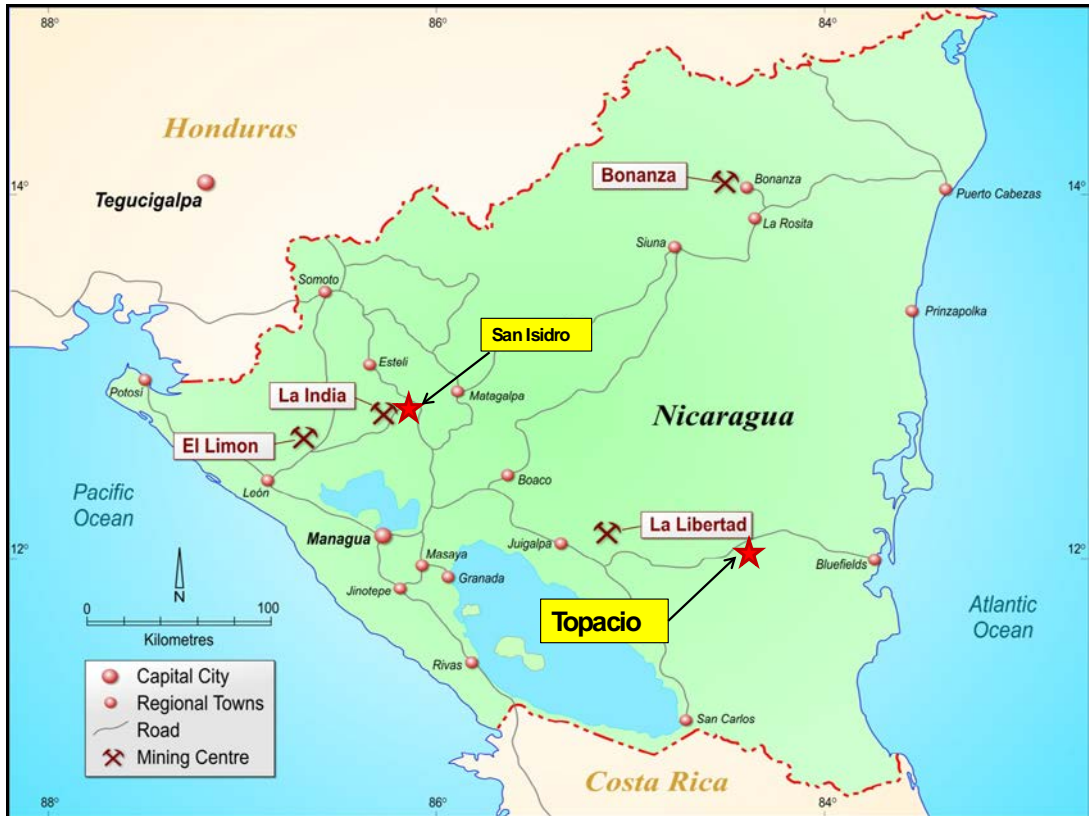 88°
86°
84°
Honduras
Tegucigalpa
14°
14°
Bonanza
Bonanza
Puerto Cabezas
La Rosita
Siuna
Somoto
San Isidro
Prinzapolka
Esteli
Potosí
La India
Matagalpa
Nicaragua
El Limon
León
Boaco
Pacific
Ocean
La Libertad
Managua
Juigalpa
12°
12°
Masaya
Bluefields
Granada
Jinotepe
N
0
100
Kilometres
Topacio
Atlantic
Ocean
Rivas
Capital City
Regional Towns
Road
Mining Centre
San Carlos
Costa Rica
88°
86°
84°